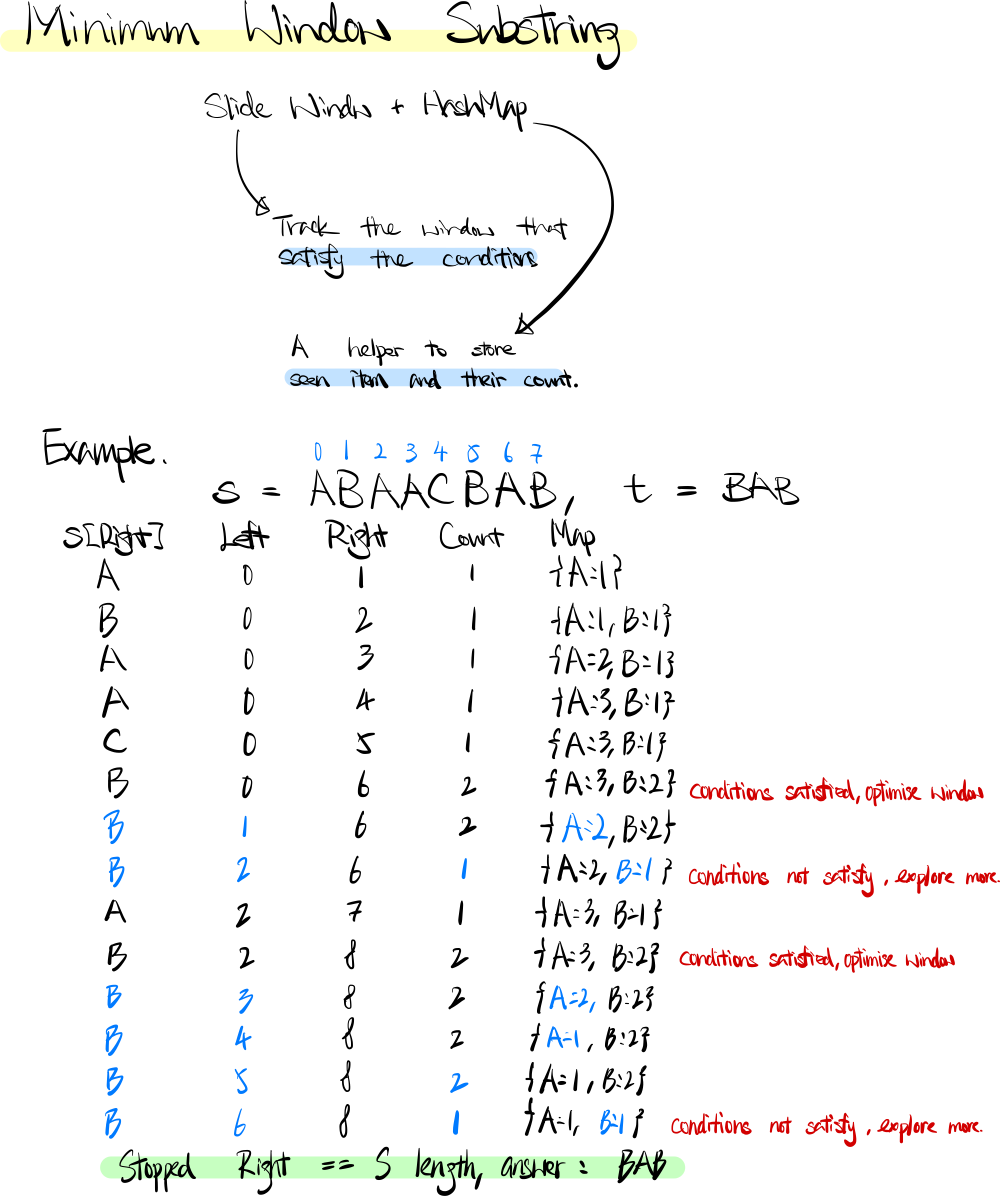 Minimum Window Substring
Slide Window + HashMap
Track the window that
satisfy the conditions
A helper to store
seen item and their count.
Example.
0 1 2 3 4 5 6 7
s = ABAACBAB, t = BAB
S[Right] Left Right Count Map
A 0 1 1 {A:1}
B 0 2 1 {A:1, B:1}
A 0 3 1 {A=2, B:1}
A 0 4 1 {A:3, B:1}
C 0 5 1 {A:3, B:1}
B 0 6 2 {A:3, B:2} conditions satisfied, optimise window
B 1 6 2 {A:2, B:2}
B 2 6 1 {A:2, B:1} conditions not satisfy, explore more.
A 2 7 1 {A=3, B=1}
B 2 8 2 {A=3, B=2} conditions satisfied, optimise window
B 3 8 2 {A=2, B:2}
B 4 8 2 {A=1, B:2}
B 5 8 2 {A=1, B:2}
B 6 8 1 {A=1, B:1} conditions not satisfy, explore more.
Stopped Right == S length, answer: BAB